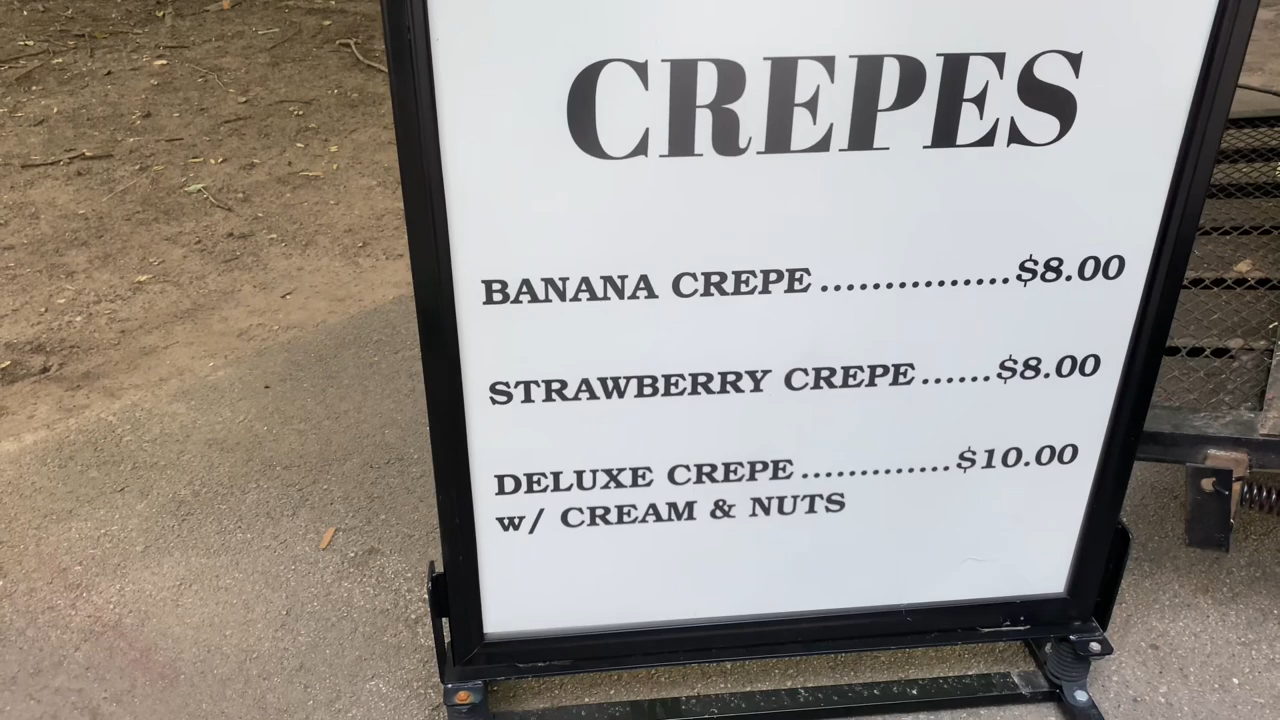 CREPES
BANANA CREPE...............$8.00
STRAWBERRY CREPE......$8.00
DELUXE CREPE.............$10.00
w/ CREAM & NUTS